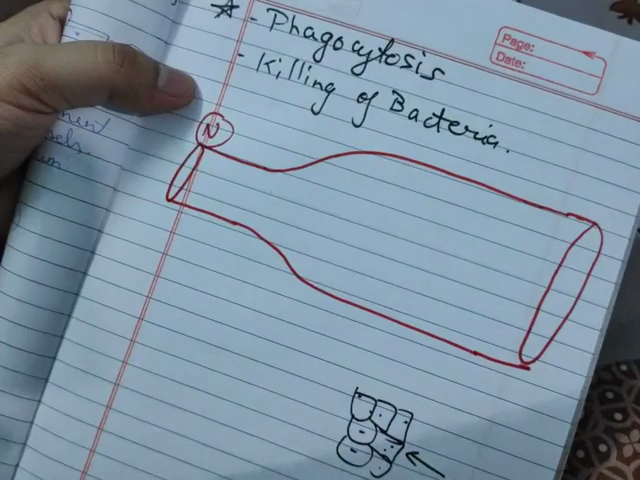 ☆ - Phagocytosis
- Killing of Bacteria.
Page:
Date:
N